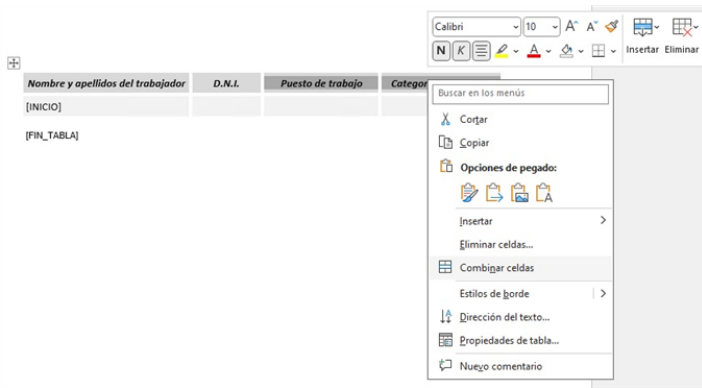 Calibri 10 A^ A˅
N K A Insertar Eliminar
Nombre y apellidos del trabajador D.N.I. Puesto de trabajo
[INICIO]
[FIN_TABLA]
Buscar en los menús
Cortar
Copiar
Opciones de pegado:
Insertar
Eliminar celdas...
Combinar celdas
Estilos de borde
Dirección del texto...
Propiedades de tabla...
Nuevo comentario